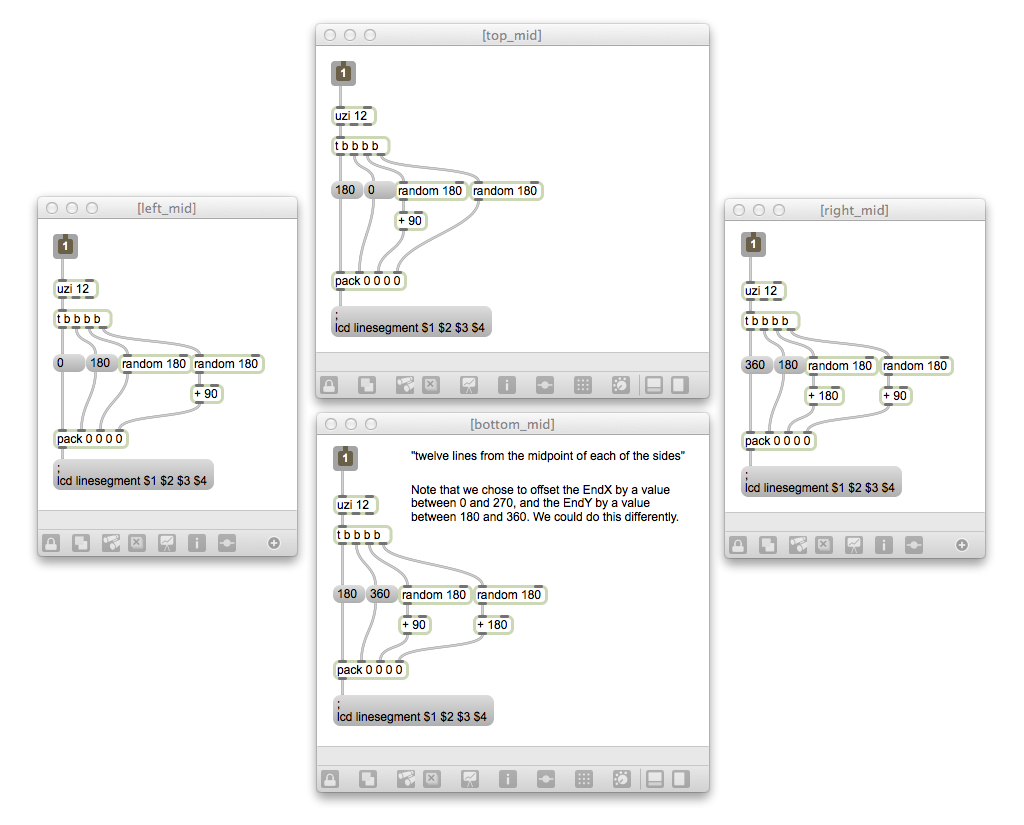 [top_mid]
1
uzi 12
t b b b b
180 0 random 180 random 180
+ 90
pack 0 0 0 0
;
lcd linesegment $1 $2 $3 $4
[left_mid]
1
uzi 12
t b b b b
0 180 random 180 random 180
+ 90
pack 0 0 0 0
;
lcd linesegment $1 $2 $3 $4
[right_mid]
1
uzi 12
t b b b b
360 180 random 180 random 180
+ 180 + 90
pack 0 0 0 0
;
lcd linesegment $1 $2 $3 $4
[bottom_mid]
1
"twelve lines from the midpoint of each of the sides"
Note that we chose to offset the EndX by a value
between 0 and 270, and the EndY by a value
between 180 and 360. We could do this differently.
uzi 12
t b b b b
180 360 random 180 random 180
+ 90 + 180
pack 0 0 0 0
;
lcd linesegment $1 $2 $3 $4